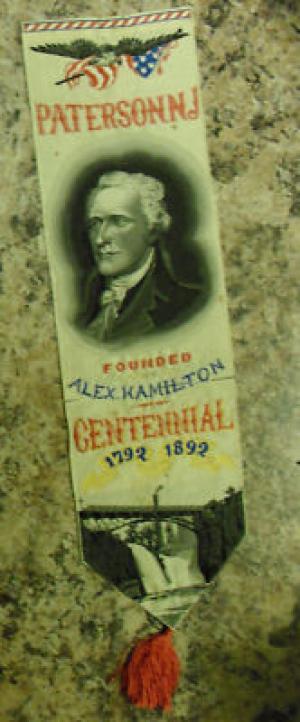 PATERSON.N.J
FOUNDED
ALEX.HAMILTON
CENTENNIAL
1792 1892